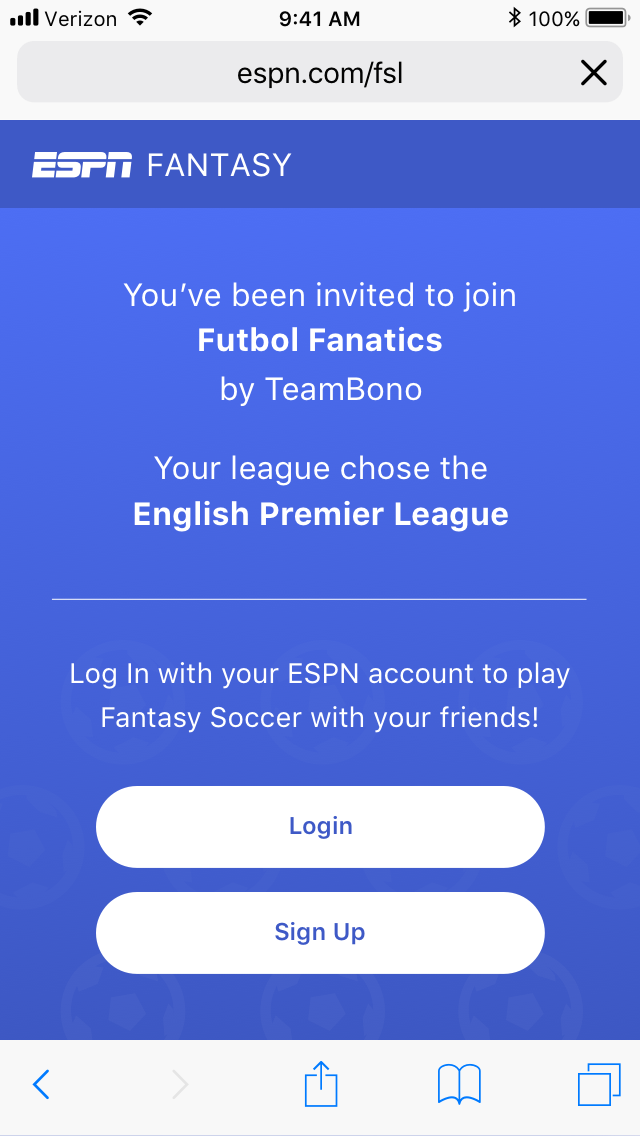 Verizon 9:41 AM 100%
espn.com/fsl
ESPN FANTASY
You’ve been invited to join
Futbol Fanatics
by TeamBono
Your league chose the
English Premier League
Log In with your ESPN account to play
Fantasy Soccer with your friends!
Login
Sign Up